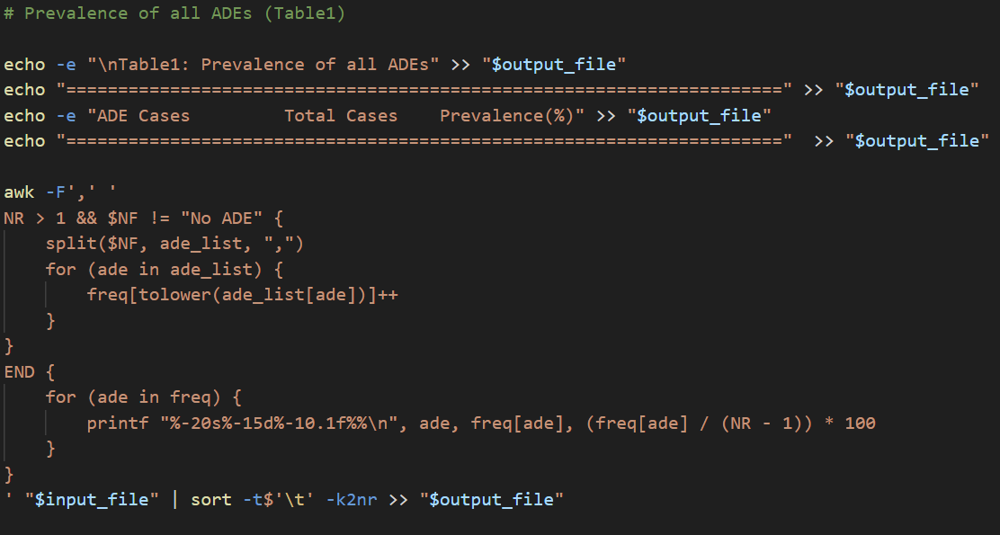 # Prevalence of all ADEs (Table1)
echo -e "\nTable1: Prevalence of all ADEs" >> "$output_file"
echo "=====================================================================" >> "$output_file"
echo -e "ADE Cases         Total Cases    Prevalence(%)" >> "$output_file"
echo "=====================================================================" >> "$output_file"
awk -F',' '
NR > 1 && $NF != "No ADE" {
    split($NF, ade_list, ",")
    for (ade in ade_list) {
        freq[tolower(ade_list[ade])]++
    }
}
END {
    for (ade in freq) {
        printf "%-20s%-15d%-10.1f%%\n", ade, freq[ade], (freq[ade] / (NR - 1)) * 100
    }
}
' "$input_file" | sort -t$'\t' -k2nr >> "$output_file"